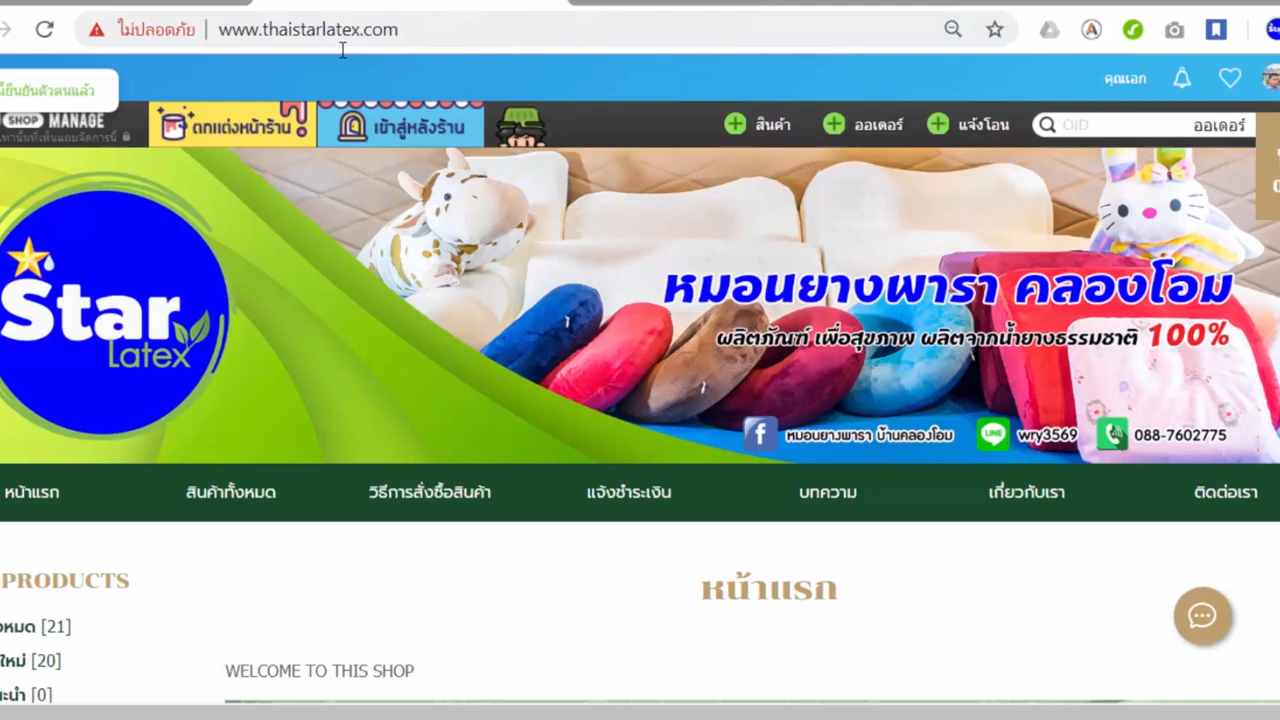 ไม่ปลอดภัย www.thaistarlatex.com
คุณเอก
ยืนยันตัวตนแล้ว
SHOP MANAGE
ตกแต่งหน้าร้าน
เข้าสู่หลังร้าน
สินค้า
ออเดอร์
แจ้งโอน
OID
ออเดอร์
Star
Latex
หมอนยางพารา คลองโอม
ผลิตภัณฑ์ เพื่อสุขภาพ ผลิตจากน้ำยางธรรมชาติ 100%
หมอนยางพารา บ้านคลองโอม
LINE wry3569
088-7602775
หน้าแรก สินค้าทั้งหมด วิธีการสั่งซื้อสินค้า แจ้งชำระเงิน บทความ เกี่ยวกับเรา ติดต่อเรา
PRODUCTS
หน้าแรก
[21]
ใหม่ [20]
[0]
WELCOME TO THIS SHOP